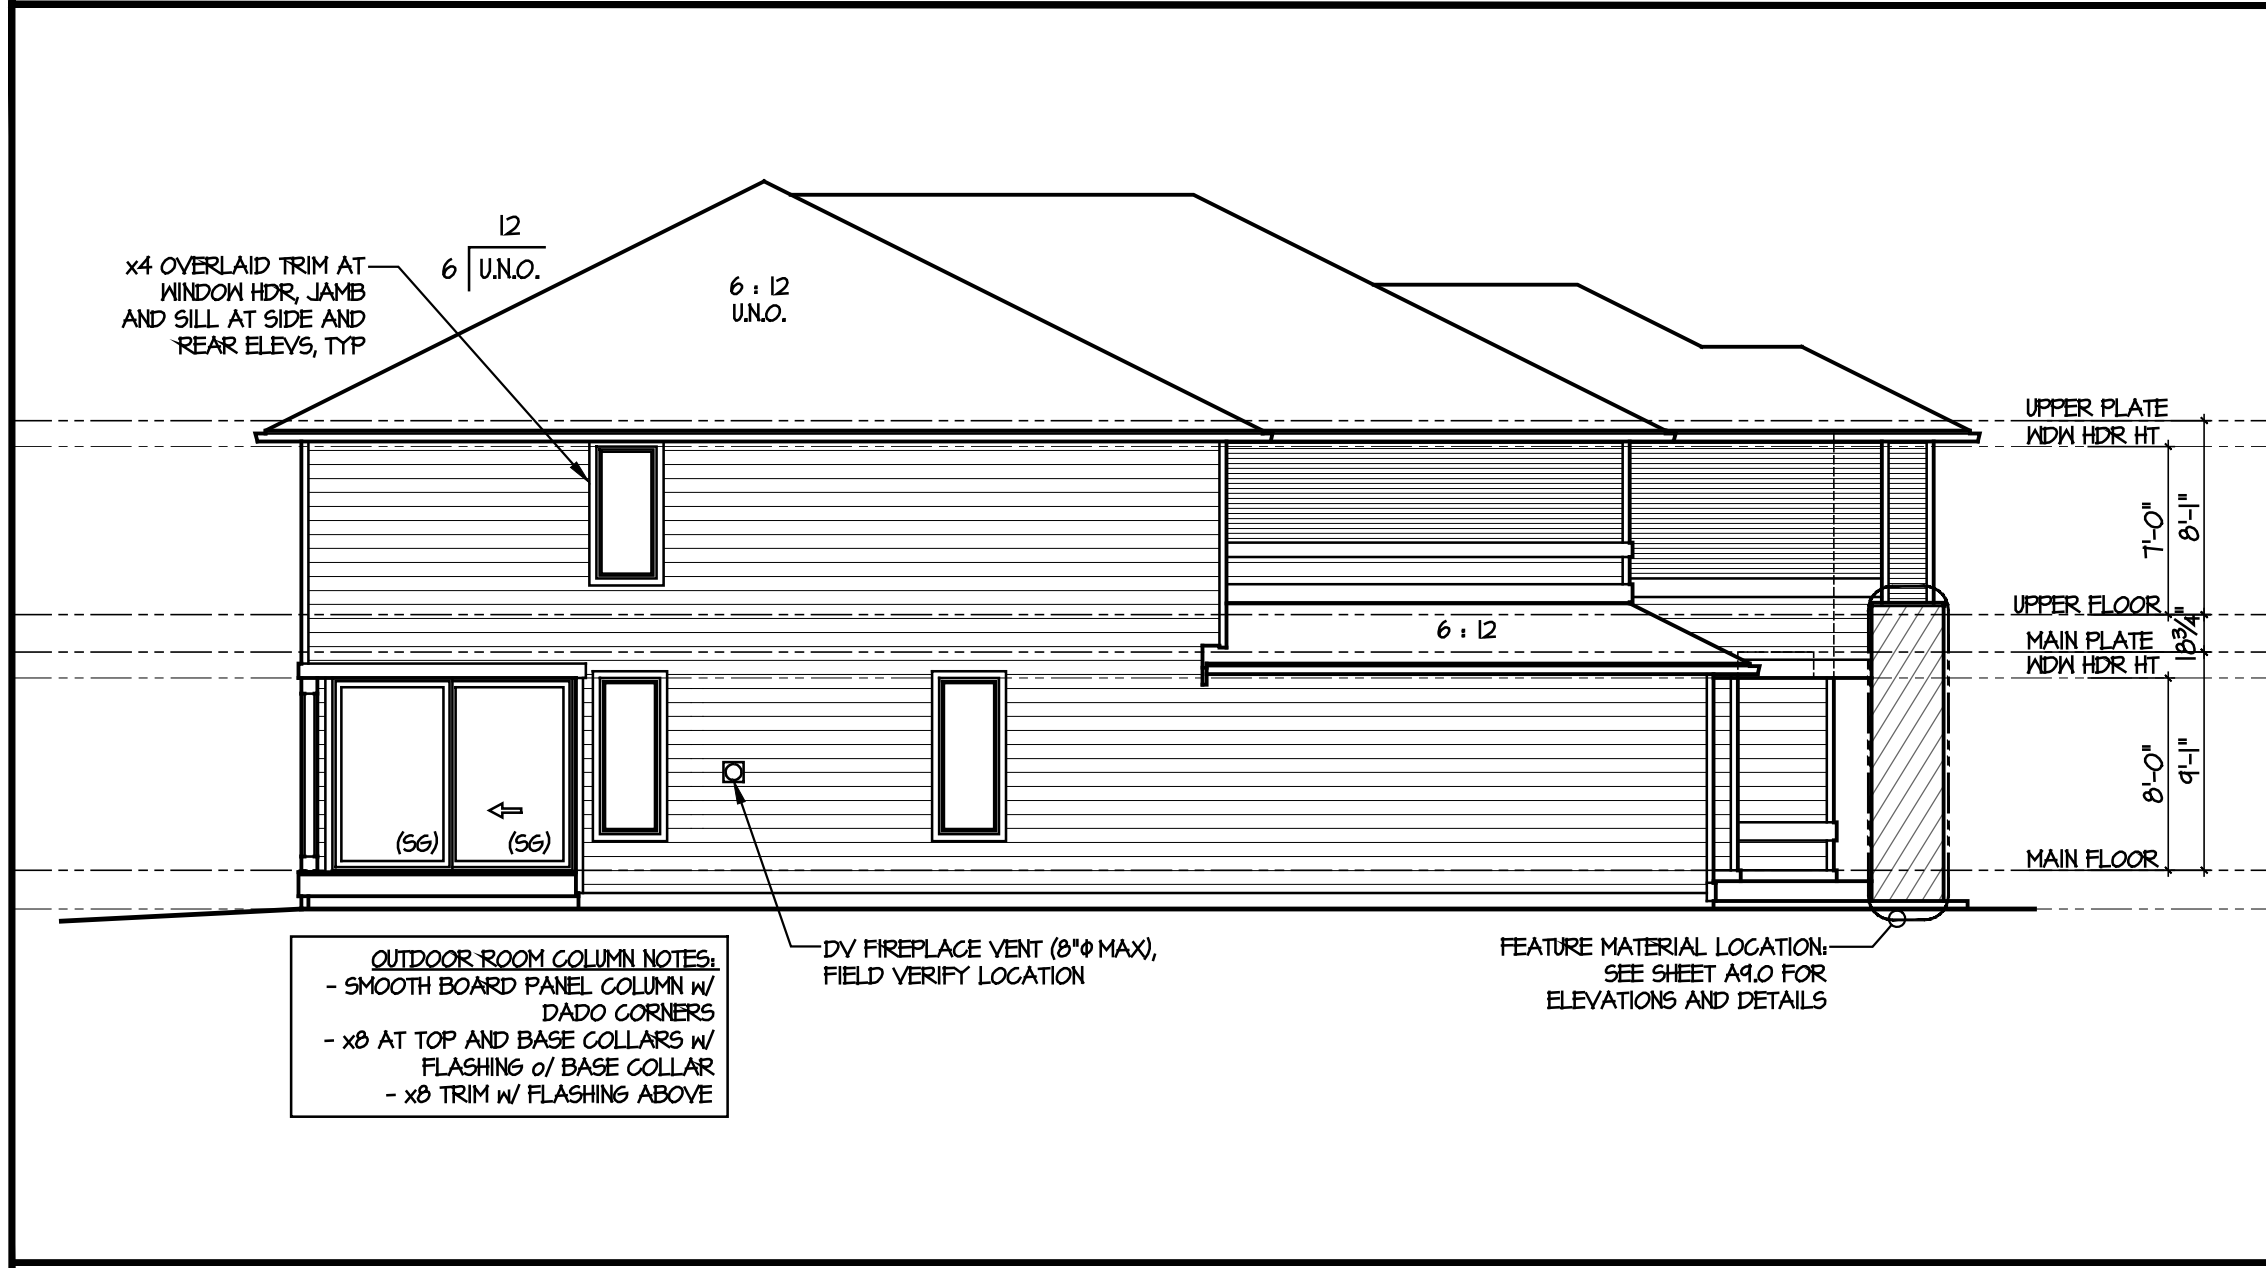 12
6 U.N.O.
x4 OVERLAID TRIM AT
WINDOW HDR, JAMB
AND SILL AT SIDE AND
REAR ELEVS, TYP
6 : 12
U.N.O.
UPPER PLATE
WDW HDR HT
7'-0"
8'-1"
UPPER FLOOR
18 3/4"
MAIN PLATE
WDW HDR HT
6 : 12
8'-0"
9'-1"
MAIN FLOOR
(SG)
(SG)
OUTDOOR ROOM COLUMN NOTES:
- SMOOTH BOARD PANEL COLUMN w/
DADO CORNERS
- x8 AT TOP AND BASE COLLARS w/
FLASHING o/ BASE COLLAR
- x8 TRIM w/ FLASHING ABOVE
DV FIREPLACE VENT (8"Φ MAX),
FIELD VERIFY LOCATION
FEATURE MATERIAL LOCATION:
SEE SHEET A9.0 FOR
ELEVATIONS AND DETAILS